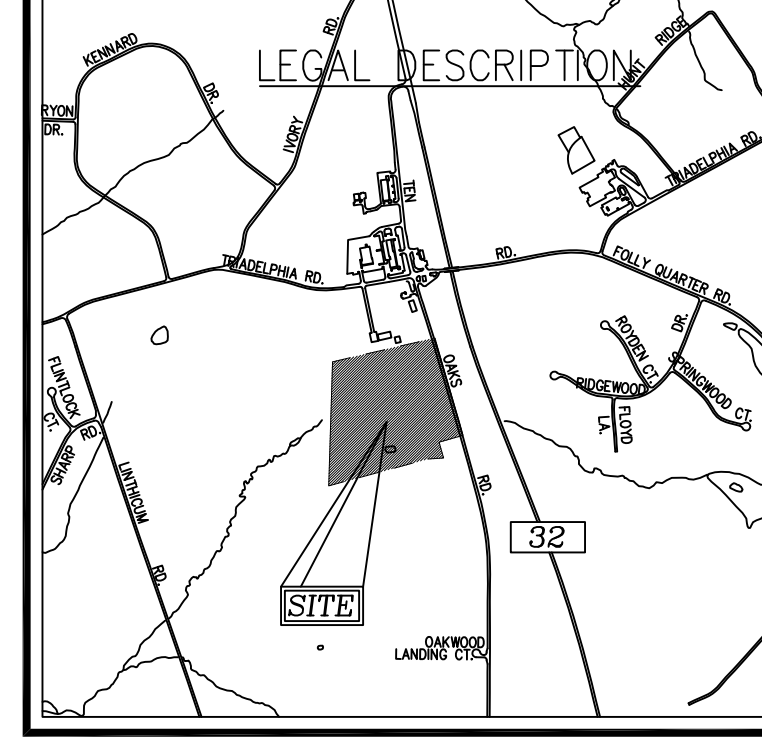 KENNARD
DR.
RYON
DR.
IVORY
RD.
LEGAL DESCRIPTION
HUNT RIDGE
TRIADELPHIA RD.
TEN
TRIADELPHIA RD.
RD.
FOLLY QUARTER RD.
DR.
ROYDEN CT.
SPRINGWOOD CT.
RIDGEWOOD
FLOYD
LA.
OAKS
RD.
FLINTLOCK
CT.
SHARP
RD.
LINTHICUM
RD.
32
SITE
OAKWOOD
LANDING CT.